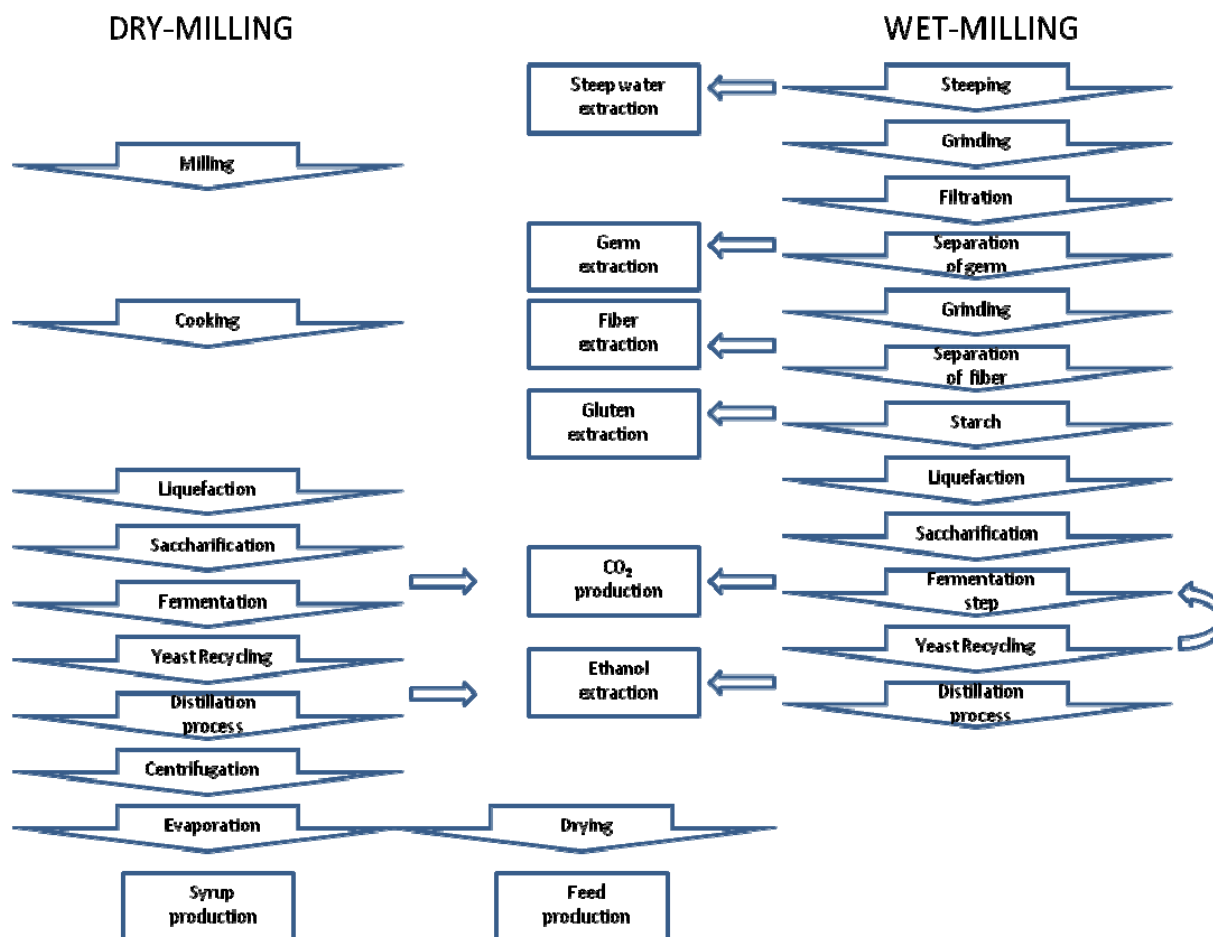 DRY-MILLING
WET-MILLING
Steep water
extraction
Steeping
Grinding
Milling
Filtration
Germ
extraction
Separation
of germ
Cooking
Fiber
extraction
Grinding
Separation
of fiber
Gluten
extraction
Starch
Liquefaction
Liquefaction
Saccharification
Saccharification
CO₂
production
Fermentation
Fermentation
step
Yeast Recycling
Ethanol
extraction
Yeast Recycling
Distillation
process
Distillation
process
Centrifugation
Evaporation
Drying
Syrup
production
Feed
production